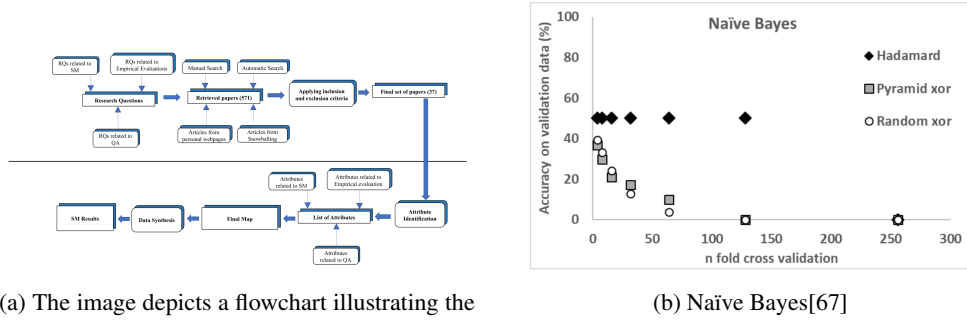 RQs related to
SM
RQs related to
Empirical Evaluations
Manual Search
Automatic Search
Research Questions
Retrieved papers (571)
Applying inclusion
and exclusion criteria
Final set of papers (37)
RQs related to
QA
Articles from
personal webpages
Articles from
Snowballing
Attributes
related to SM
Attributes related to
Empirical evaluation
SM Results
Data Synthesis
Final Map
List of Attributes
Attribute
Identification
Attributes
related to QA
(a) The image depicts a flowchart illustrating the
Naïve Bayes
Accuracy on validation data (%)
100
80
60
40
20
0
Hadamard
Pyramid xor
Random xor
0 50 100 150 200 250 300
n fold cross validation
(b) Naïve Bayes[67]